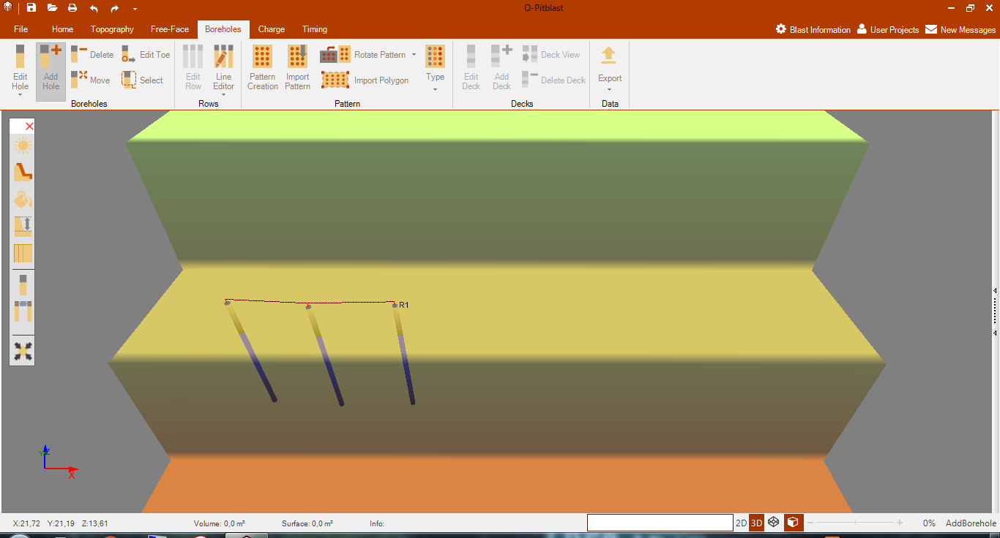 O-Pitblast
File Home Topography Free-Face Boreholes Charge Timing
Blast Information User Projects New Messages
Edit Hole
Add Hole
Delete
Move
Edit Toe
Select
Boreholes
Edit Row
Line Editor
Rows
Pattern Creation
Import Pattern
Rotate Pattern
Import Polygon
Type
Pattern
Edit Deck
Add Deck
Deck View
Delete Deck
Decks
Export
Data
R1
Z
Y
X
X:21,72 Y:21,19 Z:13,61 Volume: 0,0 m³ Surface: 0,0 m² Info: 2D 3D 0% AddBorehole